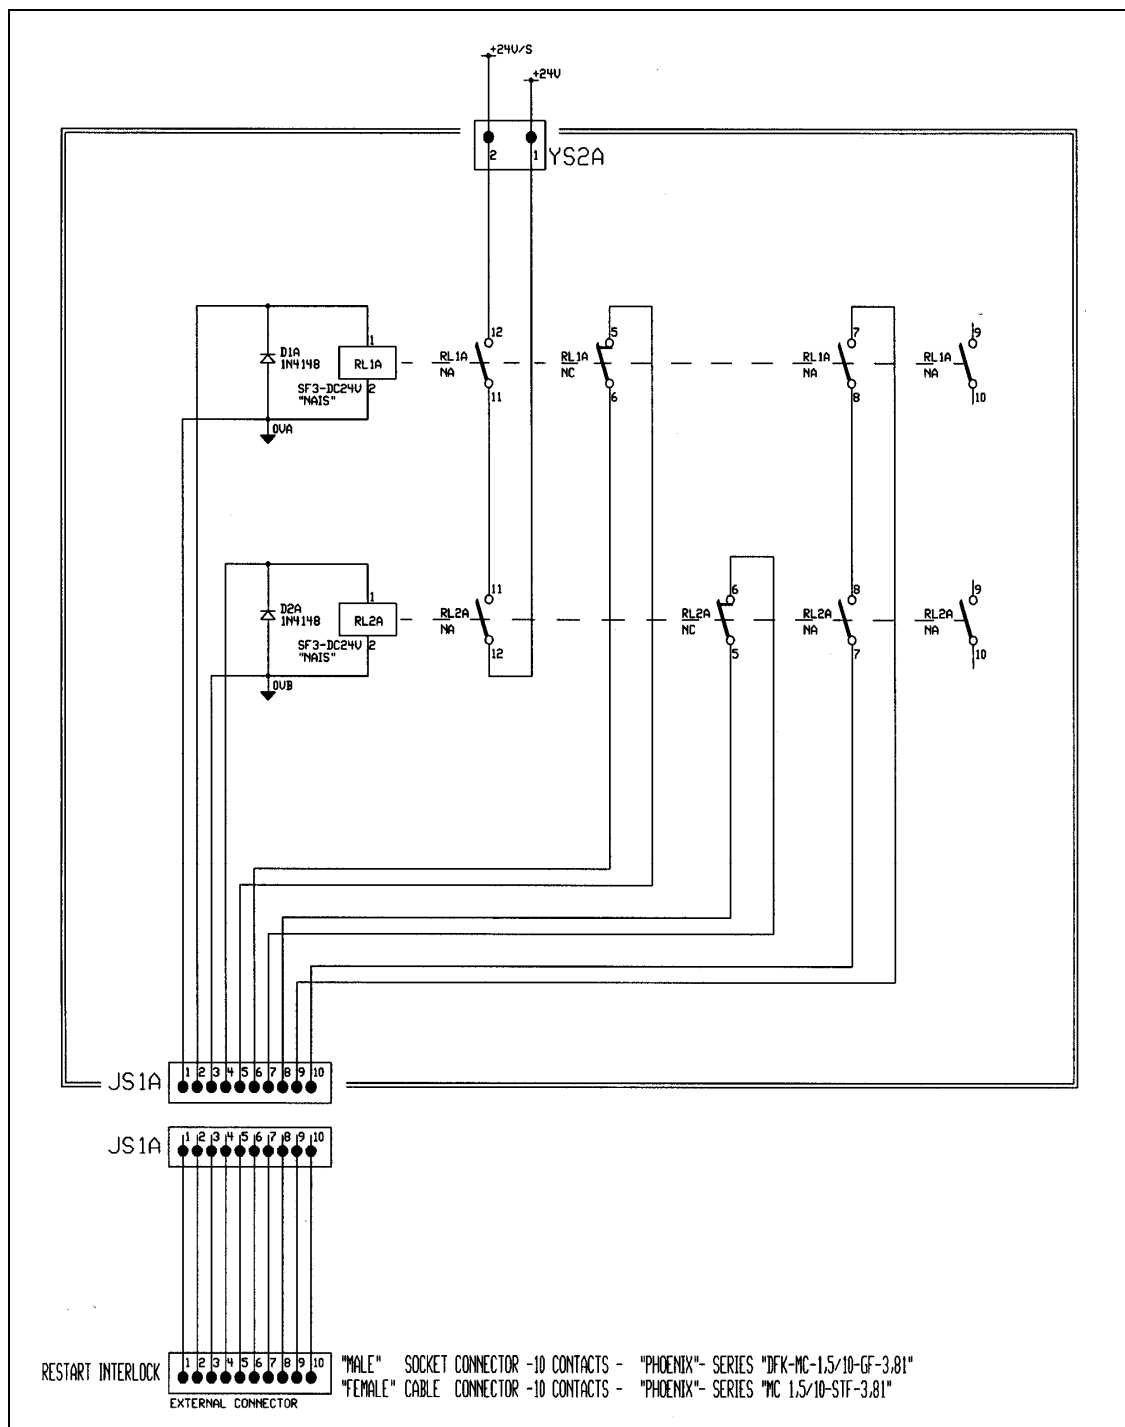 +24V/S
+24V
2 1 YS2A
D1A
1N4148
1
RL1A
2
SF3-DC24V
"NAIS"
0VA
12
RL1A
NA
11
5
RL1A
NC
6
7
RL1A
NA
8
9
RL1A
NA
10
D2A
1N4148
1
RL2A
2
SF3-DC24V
"NAIS"
0VB
11
RL2A
NA
12
6
RL2A
NC
5
8
RL2A
NA
7
9
RL2A
NA
10
JS1A 1 2 3 4 5 6 7 8 9 10
JS1A 1 2 3 4 5 6 7 8 9 10
RESTART INTERLOCK 1 2 3 4 5 6 7 8 9 10
"MALE" SOCKET CONNECTOR -10 CONTACTS - "PHOENIX"- SERIES "DFK-MC-1,5/10-GF-3,81"
"FEMALE" CABLE CONNECTOR -10 CONTACTS - "PHOENIX"- SERIES "MC 1,5/10-STF-3,81"
EXTERNAL CONNECTOR